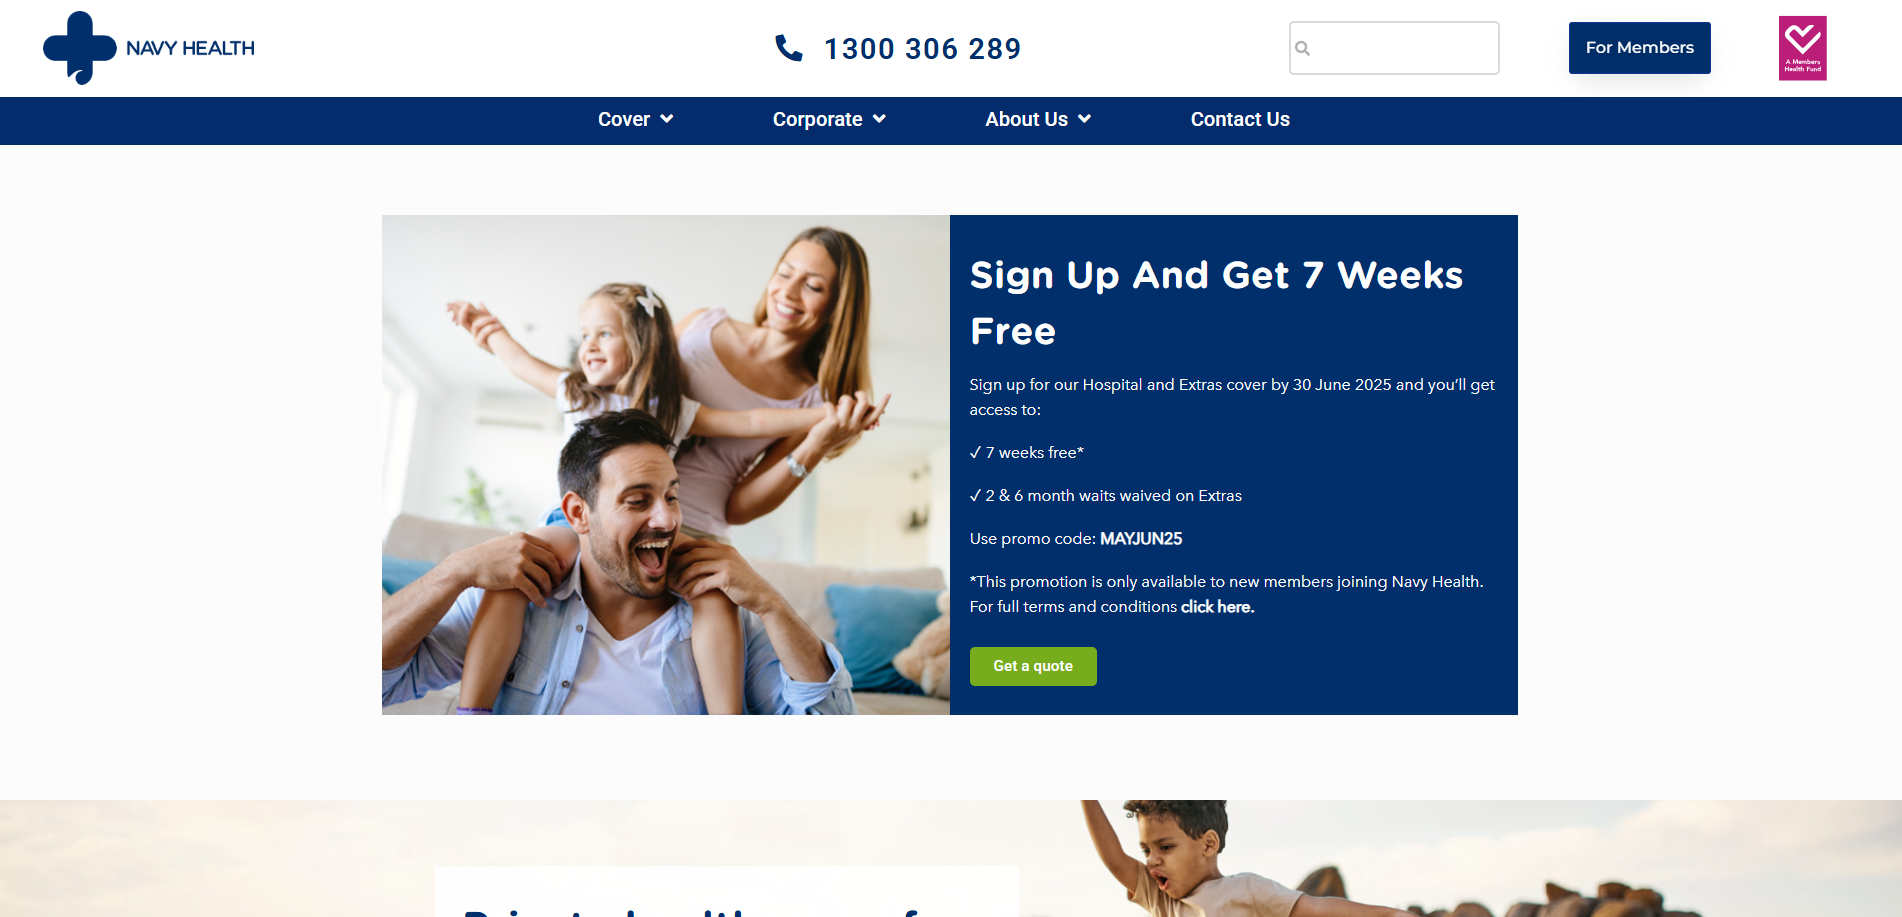 NAVY HEALTH
1300 306 289
For Members
A Members
Health Fund
Cover
Corporate
About Us
Contact Us
Sign Up And Get 7 Weeks
Free
Sign up for our Hospital and Extras cover by 30 June 2025 and you'll get
access to:
✓ 7 weeks free*
✓ 2 & 6 month waits waived on Extras
Use promo code: MAYJUN25
*This promotion is only available to new members joining Navy Health.
For full terms and conditions click here.
Get a quote